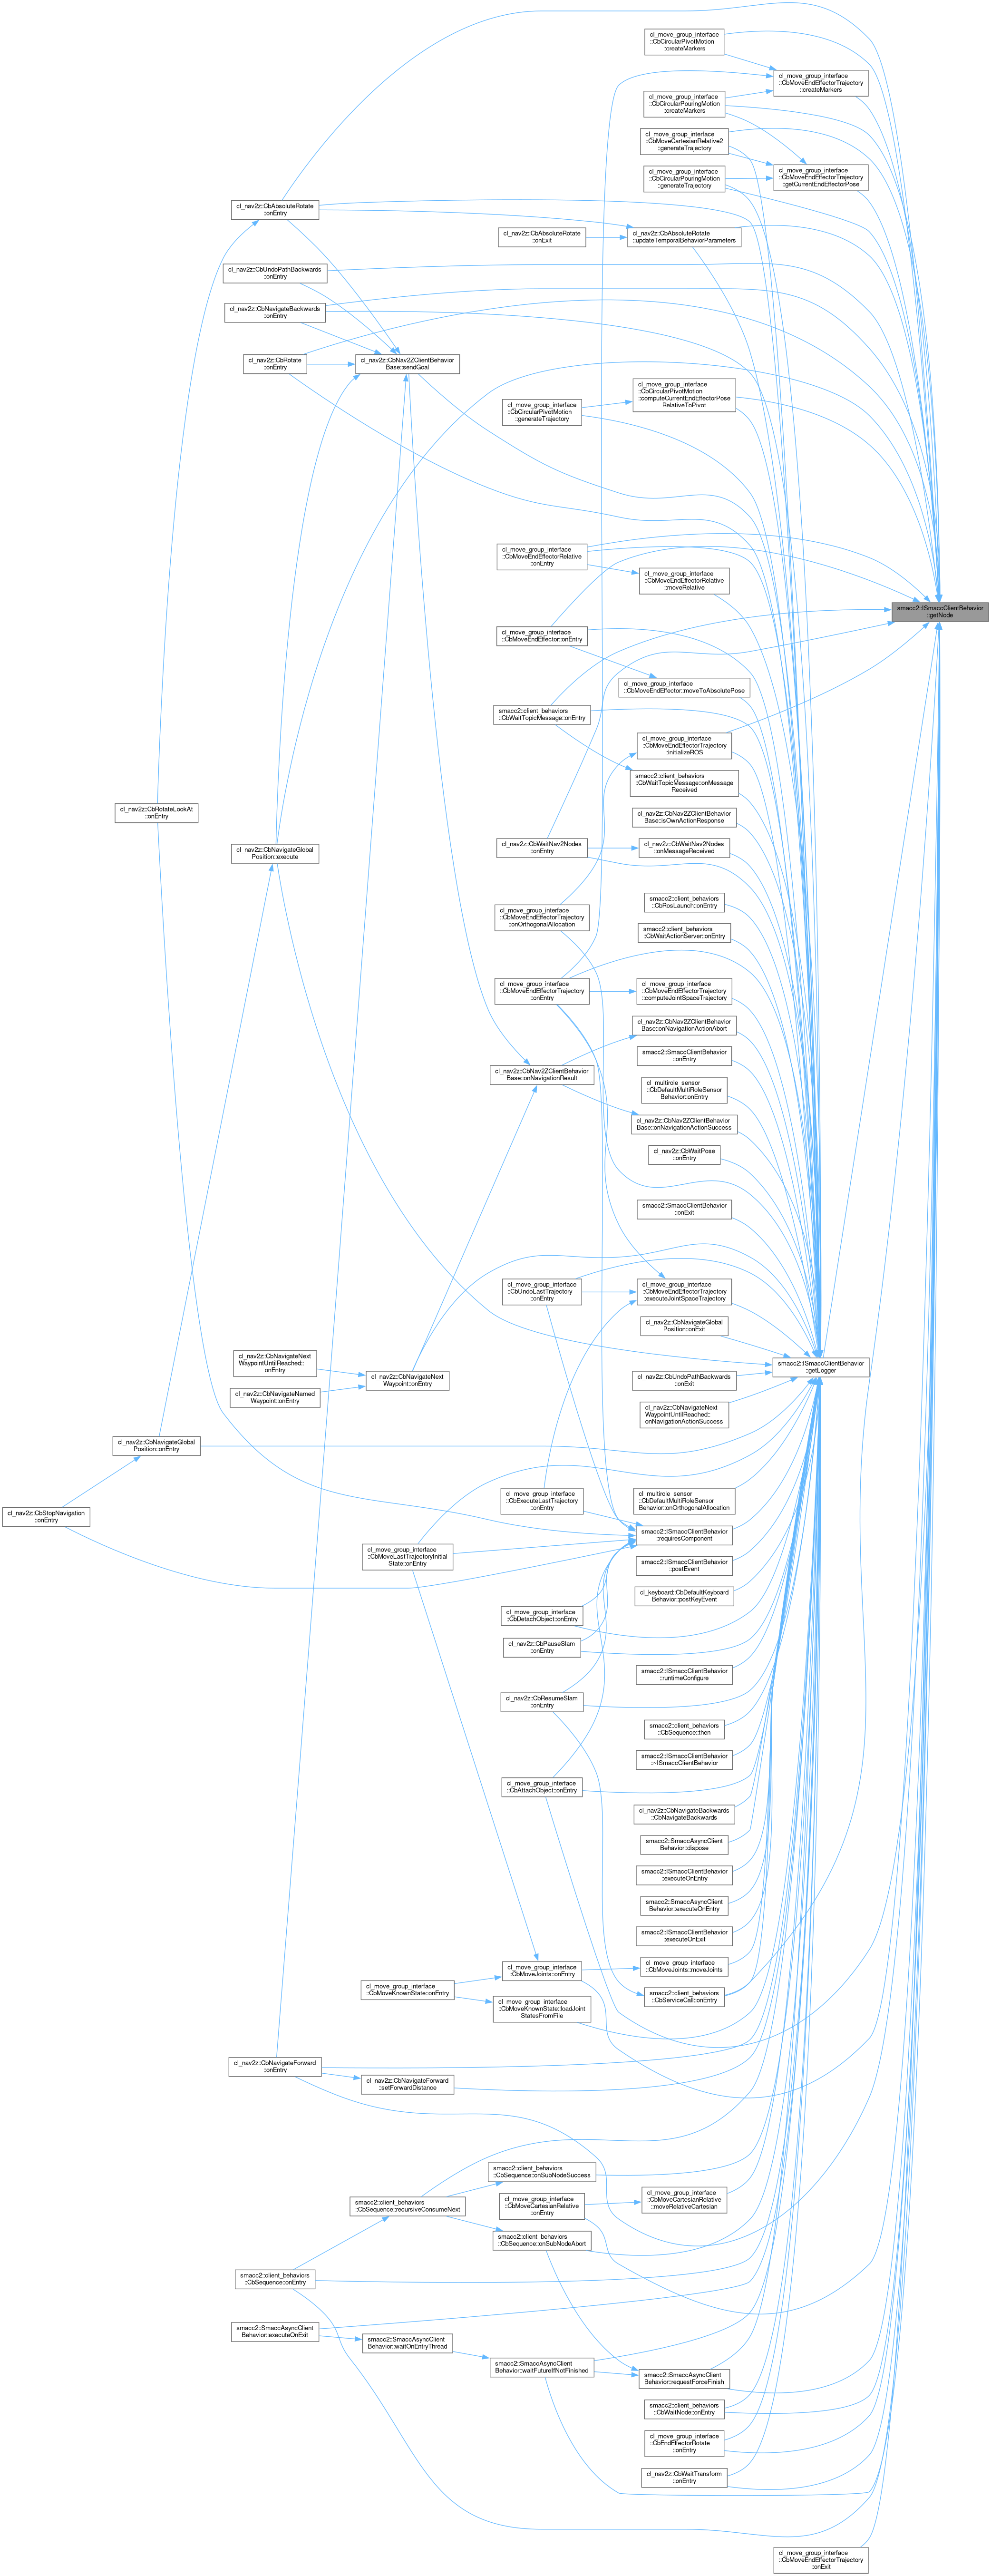 cl_move_group_interface
::CbCircularPivotMotion
::createMarkers
cl_move_group_interface
::CbMoveEndEffectorTrajectory
::createMarkers
cl_move_group_interface
::CbCircularPouringMotion
::createMarkers
cl_move_group_interface
::CbMoveCartesianRelative2
::generateTrajectory
cl_move_group_interface
::CbCircularPouringMotion
::generateTrajectory
cl_move_group_interface
::CbMoveEndEffectorTrajectory
::getCurrentEndEffectorPose
cl_nav2z::CbAbsoluteRotate
::onEntry
cl_nav2z::CbAbsoluteRotate
::onExit
cl_nav2z::CbAbsoluteRotate
::updateTemporalBehaviorParameters
cl_nav2z::CbUndoPathBackwards
::onEntry
cl_nav2z::CbNavigateBackwards
::onEntry
cl_nav2z::CbRotate
::onEntry
cl_nav2z::CbNav2ZClientBehavior
Base::sendGoal
cl_move_group_interface
::CbCircularPivotMotion
::computeCurrentEndEffectorPose
RelativeToPivot
cl_move_group_interface
::CbCircularPivotMotion
::generateTrajectory
cl_move_group_interface
::CbMoveEndEffectorRelative
::onEntry
cl_move_group_interface
::CbMoveEndEffectorRelative
::moveRelative
smacc2::ISmaccClientBehavior
::getNode
cl_move_group_interface
::CbMoveEndEffector::onEntry
cl_move_group_interface
::CbMoveEndEffector::moveToAbsolutePose
smacc2::client_behaviors
::CbWaitTopicMessage::onEntry
cl_move_group_interface
::CbMoveEndEffectorTrajectory
::initializeROS
smacc2::client_behaviors
::CbWaitTopicMessage::onMessage
Received
cl_nav2z::CbRotateLookAt
::onEntry
cl_nav2z::CbNav2ZClientBehavior
Base::isOwnActionResponse
cl_nav2z::CbNavigateGlobal
Position::execute
cl_nav2z::CbWaitNav2Nodes
::onEntry
cl_nav2z::CbWaitNav2Nodes
::onMessageReceived
smacc2::client_behaviors
::CbRosLaunch::onEntry
cl_move_group_interface
::CbMoveEndEffectorTrajectory
::onOrthogonalAllocation
smacc2::client_behaviors
::CbWaitActionServer::onEntry
cl_move_group_interface
::CbMoveEndEffectorTrajectory
::onEntry
cl_move_group_interface
::CbMoveEndEffectorTrajectory
::computeJointSpaceTrajectory
cl_nav2z::CbNav2ZClientBehavior
Base::onNavigationActionAbort
smacc2::SmaccClientBehavior
::onEntry
cl_nav2z::CbNav2ZClientBehavior
Base::onNavigationResult
cl_multirole_sensor
::CbDefaultMultiRoleSensor
Behavior::onEntry
cl_nav2z::CbNav2ZClientBehavior
Base::onNavigationActionSuccess
cl_nav2z::CbWaitPose
::onEntry
smacc2::SmaccClientBehavior
::onExit
cl_move_group_interface
::CbUndoLastTrajectory
::onEntry
cl_move_group_interface
::CbMoveEndEffectorTrajectory
::executeJointSpaceTrajectory
cl_nav2z::CbNavigateGlobal
Position::onExit
cl_nav2z::CbNavigateNext
WaypointUntilReached::
onEntry
cl_nav2z::CbNavigateNamed
Waypoint::onEntry
cl_nav2z::CbNavigateNext
Waypoint::onEntry
cl_nav2z::CbUndoPathBackwards
::onExit
smacc2::ISmaccClientBehavior
::getLogger
cl_nav2z::CbNavigateNext
WaypointUntilReached::
onNavigationActionSuccess
cl_nav2z::CbNavigateGlobal
Position::onEntry
cl_nav2z::CbStopNavigation
::onEntry
cl_move_group_interface
::CbExecuteLastTrajectory
::onEntry
cl_multirole_sensor
::CbDefaultMultiRoleSensor
Behavior::onOrthogonalAllocation
smacc2::ISmaccClientBehavior
::requiresComponent
cl_move_group_interface
::CbMoveLastTrajectoryInitial
State::onEntry
smacc2::ISmaccClientBehavior
::postEvent
cl_keyboard::CbDefaultKeyboard
Behavior::postKeyEvent
cl_move_group_interface
::CbDetachObject::onEntry
cl_nav2z::CbPauseSlam
::onEntry
smacc2::ISmaccClientBehavior
::runtimeConfigure
cl_nav2z::CbResumeSlam
::onEntry
smacc2::client_behaviors
::CbSequence::then
smacc2::ISmaccClientBehavior
::~ISmaccClientBehavior
cl_move_group_interface
::CbAttachObject::onEntry
cl_nav2z::CbNavigateBackwards
::CbNavigateBackwards
smacc2::SmaccAsyncClient
Behavior::dispose
smacc2::ISmaccClientBehavior
::executeOnEntry
smacc2::SmaccAsyncClient
Behavior::executeOnEntry
smacc2::ISmaccClientBehavior
::executeOnExit
cl_move_group_interface
::CbMoveJoints::onEntry
cl_move_group_interface
::CbMoveJoints::moveJoints
cl_move_group_interface
::CbMoveKnownState::onEntry
cl_move_group_interface
::CbMoveKnownState::loadJoint
StatesFromFile
smacc2::client_behaviors
::CbServiceCall::onEntry
cl_nav2z::CbNavigateForward
::onEntry
cl_nav2z::CbNavigateForward
::setForwardDistance
smacc2::client_behaviors
::CbSequence::onSubNodeSuccess
smacc2::client_behaviors
::CbSequence::recursiveConsumeNext
cl_move_group_interface
::CbMoveCartesianRelative
::onEntry
cl_move_group_interface
::CbMoveCartesianRelative
::moveRelativeCartesian
smacc2::client_behaviors
::CbSequence::onSubNodeAbort
smacc2::client_behaviors
::CbSequence::onEntry
smacc2::SmaccAsyncClient
Behavior::executeOnExit
smacc2::SmaccAsyncClient
Behavior::waitOnEntryThread
smacc2::SmaccAsyncClient
Behavior::waitFutureIfNotFinished
smacc2::SmaccAsyncClient
Behavior::requestForceFinish
smacc2::client_behaviors
::CbWaitNode::onEntry
cl_move_group_interface
::CbEndEffectorRotate
::onEntry
cl_nav2z::CbWaitTransform
::onEntry
cl_move_group_interface
::CbMoveEndEffectorTrajectory
::onExit